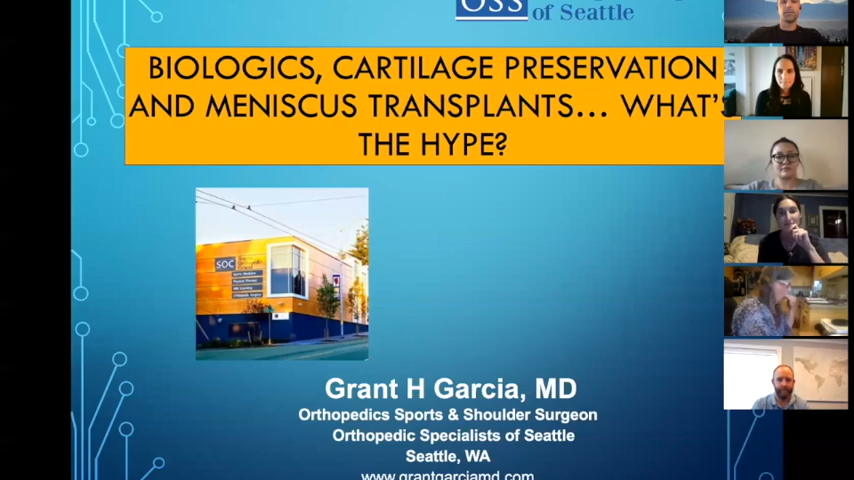 OSS
of Seattle
BIOLOGICS, CARTILAGE PRESERVATION
AND MENISCUS TRANSPLANTS... WHAT'S
THE HYPE?
SOC
Grant H Garcia, MD
Orthopedics Sports & Shoulder Surgeon
Orthopedic Specialists of Seattle
Seattle, WA
www.grantgarciamd.com